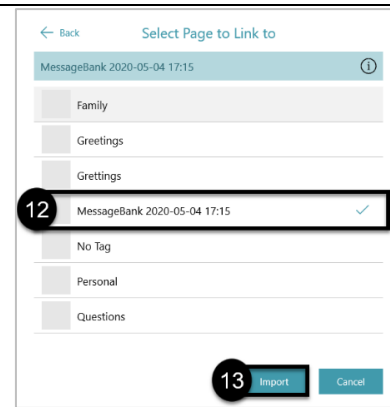 Back Select Page to Link to
MessageBank 2020-05-04 17:15
Family
Greetings
Grettings
12 MessageBank 2020-05-04 17:15
No Tag
Personal
Questions
13 Import Cancel